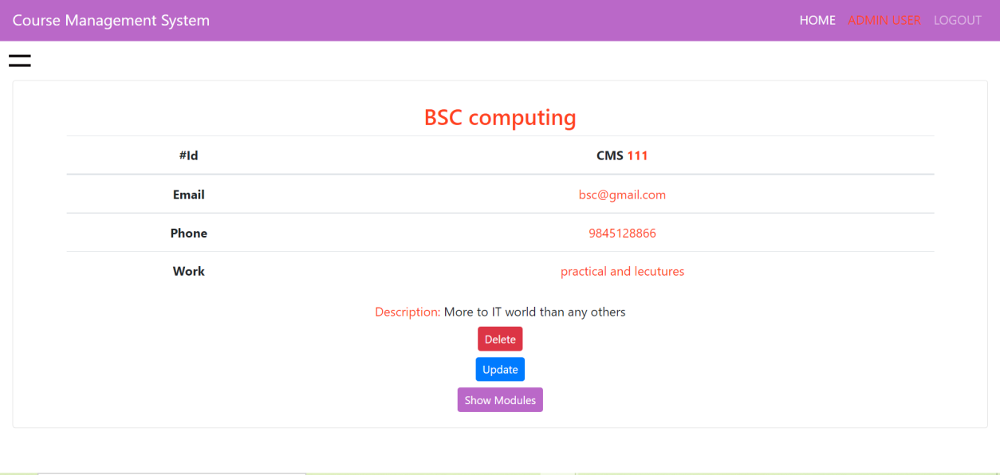 Course Management System HOME ADMIN USER LOGOUT
BSC computing
#Id CMS 111
Email bsc@gmail.com
Phone 9845128866
Work practical and lecutures
Description: More to IT world than any others
Delete
Update
Show Modules